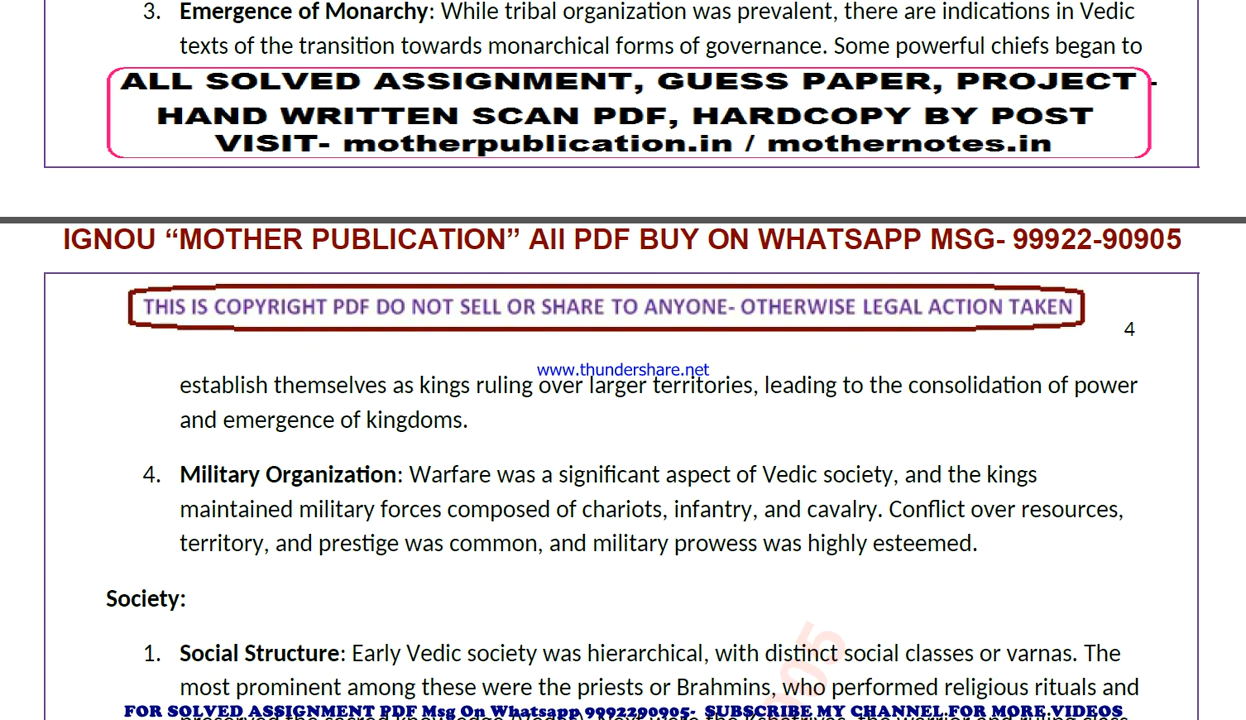 3. Emergence of Monarchy: While tribal organization was prevalent, there are indications in Vedic
texts of the transition towards monarchical forms of governance. Some powerful chiefs began to
ALL SOLVED ASSIGNMENT, GUESS PAPER, PROJECT -
HAND WRITTEN SCAN PDF, HARDCOPY BY POST
VISIT- motherpublication.in / mothernotes.in
IGNOU “MOTHER PUBLICATION” All PDF BUY ON WHATSAPP MSG- 99922-90905
THIS IS COPYRIGHT PDF DO NOT SELL OR SHARE TO ANYONE- OTHERWISE LEGAL ACTION TAKEN
4
www.thundershare.net
establish themselves as kings ruling over larger territories, leading to the consolidation of power
and emergence of kingdoms.
4. Military Organization: Warfare was a significant aspect of Vedic society, and the kings
maintained military forces composed of chariots, infantry, and cavalry. Conflict over resources,
territory, and prestige was common, and military prowess was highly esteemed.
Society:
1. Social Structure: Early Vedic society was hierarchical, with distinct social classes or varnas. The
most prominent among these were the priests or Brahmins, who performed religious rituals and
FOR SOLVED ASSIGNMENT PDF Msg On Whatsapp 9992290905- SUBSCRIBE MY CHANNEL FOR MORE VIDEOS